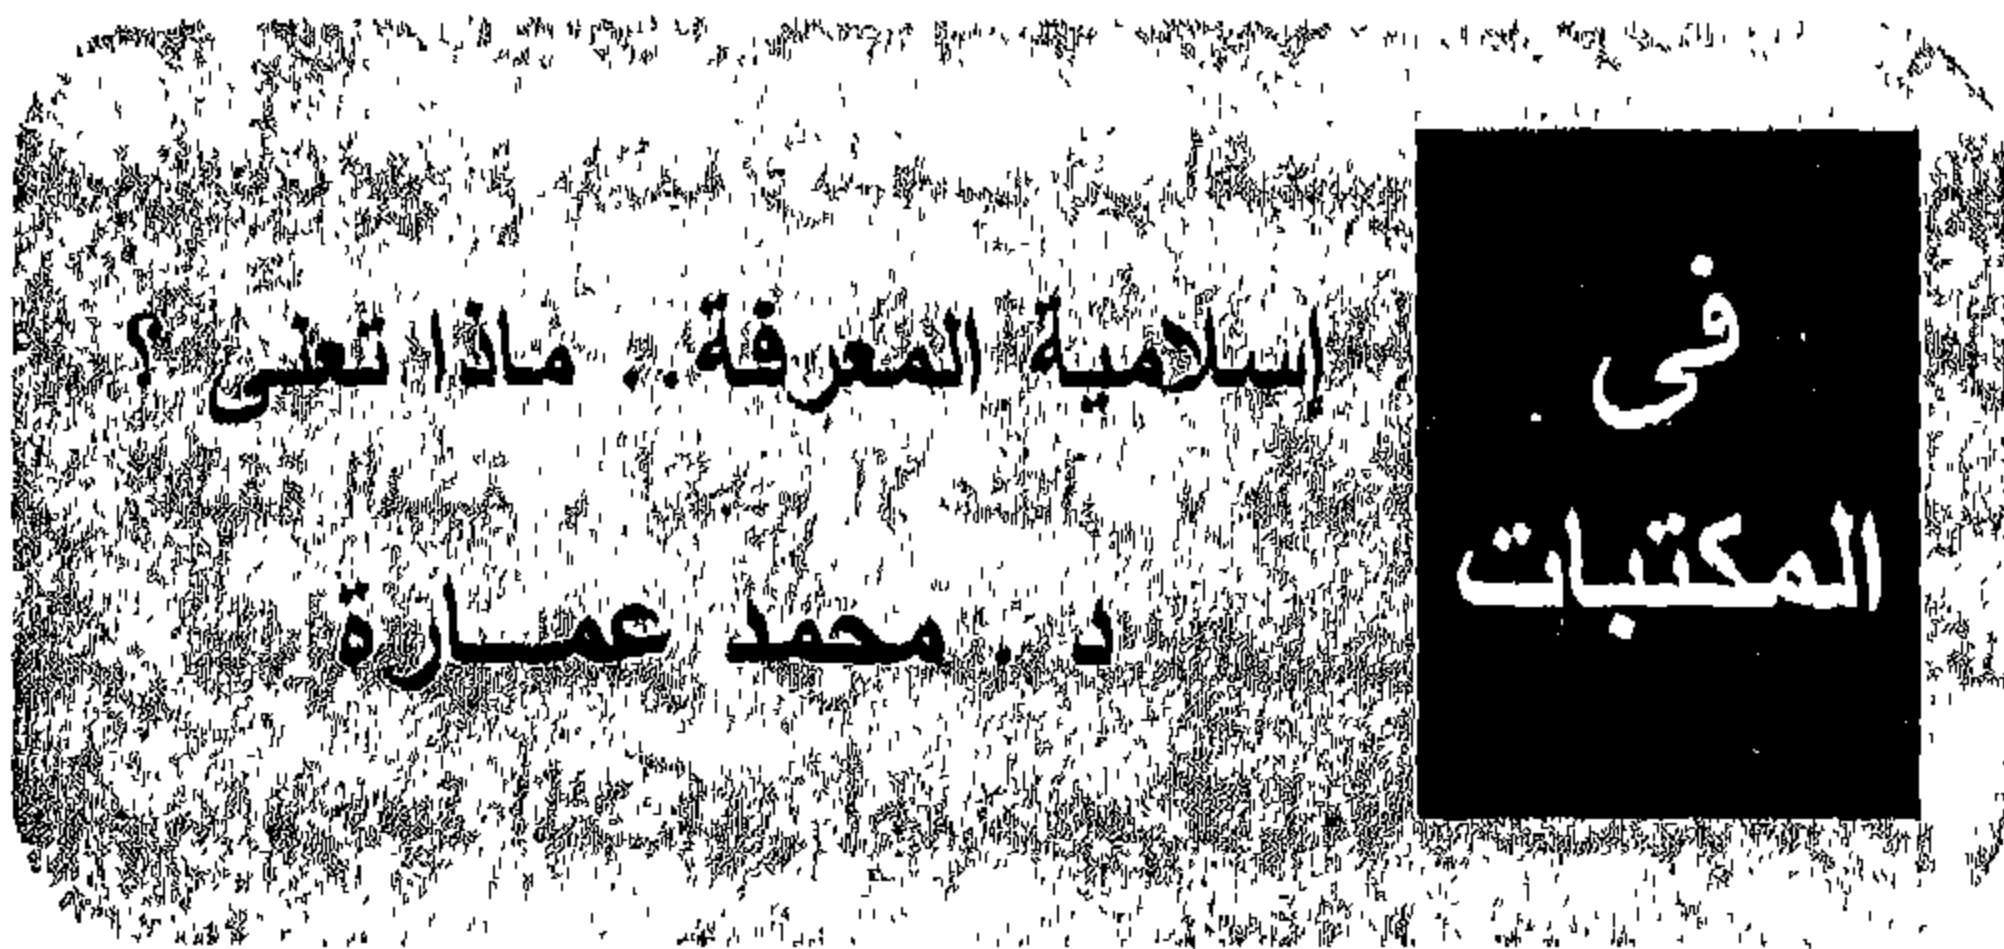 فى
المكتبات
إسلامية المعرفة .. ماذا تعنى ؟
د . محمد عمارة